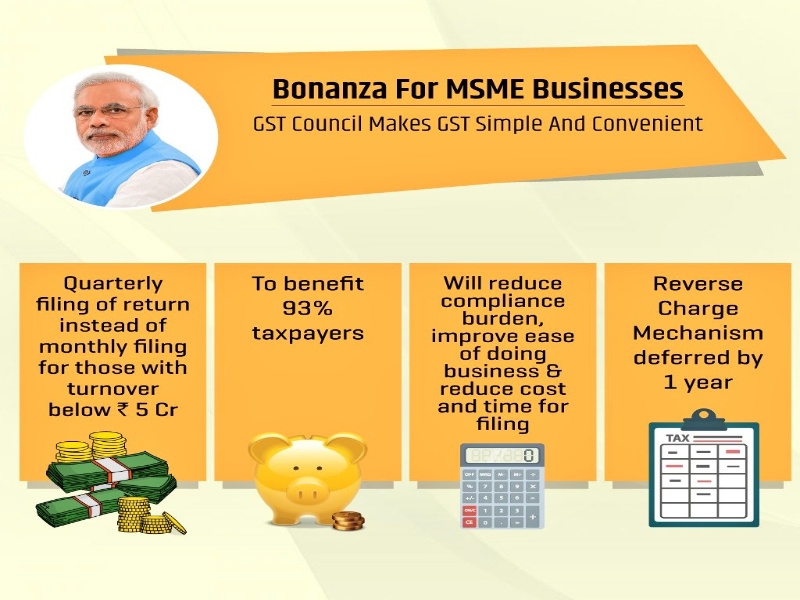 Bonanza For MSME Businesses
GST Council Makes GST Simple And Convenient
Quarterly
filing of return
instead of
monthly filing
for those with
turnover
below ₹ 5 Cr
To benefit
93%
taxpayers
Will reduce
compliance
burden,
improve ease
of doing
business &
reduce cost
and time for
filing
Reverse
Charge
Mechanism
deferred by
1 year
TAX